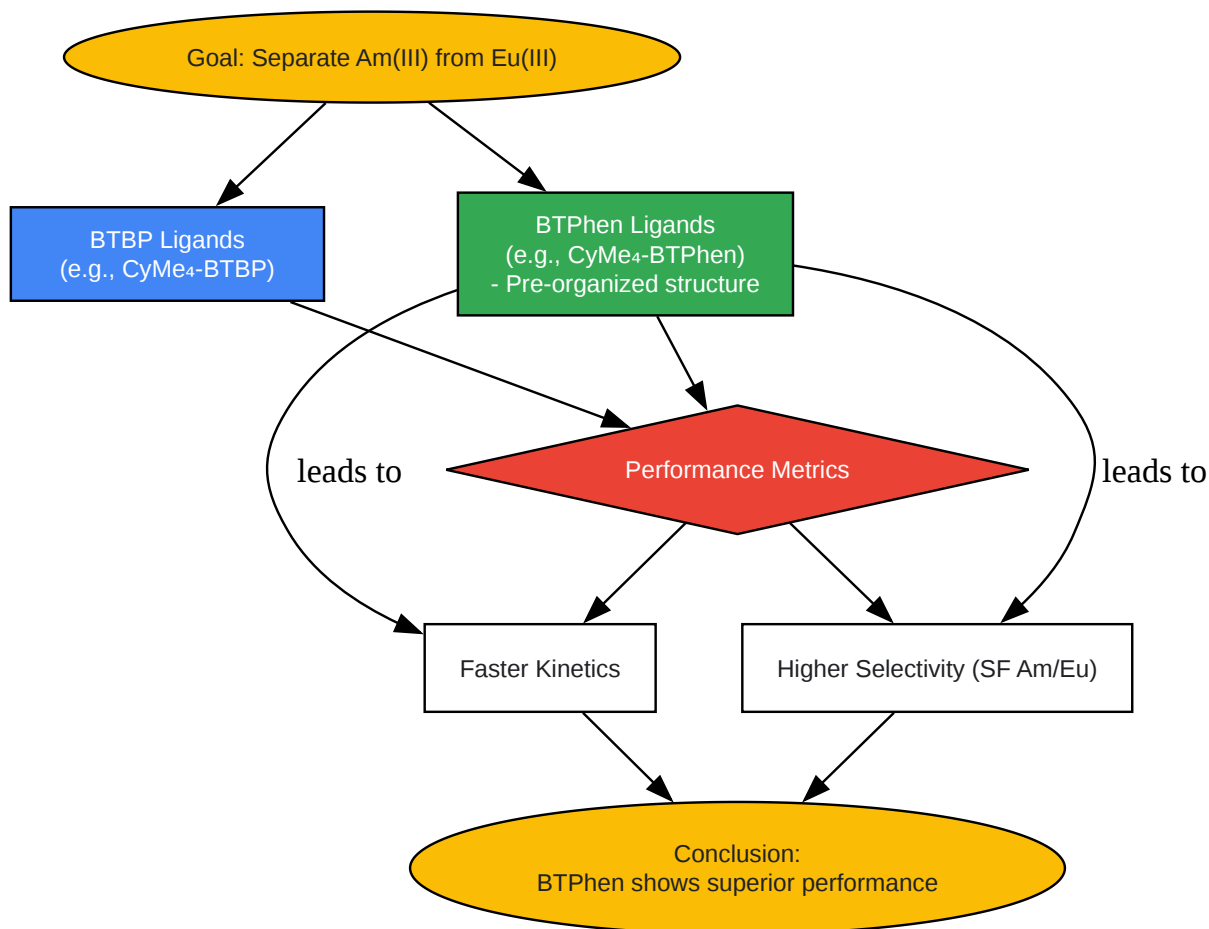 Goal: Separate Am(III) from Eu(III)
BTBP Ligands
(e.g., CyMe₄-BTBP)
BTPhen Ligands
(e.g., CyMe₄-BTPhen)
- Pre-organized structure
leads to
Performance Metrics
leads to
Faster Kinetics
Higher Selectivity (SF Am/Eu)
Conclusion:
BTPhen shows superior performance